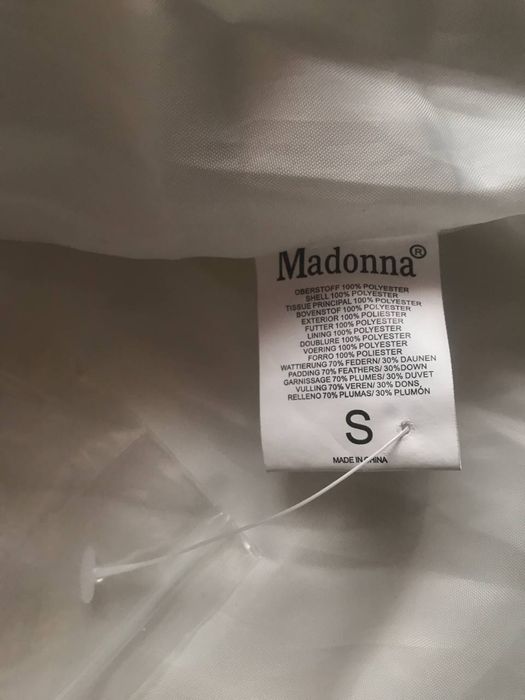 Madonna®
OBERSTOFF 100% POLYESTER
SHELL 100% POLYESTER
TISSUE PRINCIPAL 100% POLYESTER
BOVENSTOF 100% POLYESTER
EXTERIOR 100% POLIESTER
FUTTER 100% POLYESTER
LINING 100% POLYESTER
DOUBLURE 100% POLYESTER
VOERING 100% POLYESTER
FORRO 100% POLIESTER
WATTIERUNG 70% FEDERN/ 30% DAUNEN
PADDING 70% FEATHERS/ 30%DOWN
GARNISSAGE 70% PLUMES/ 30% DUVET
VULLING 70% VEREN/ 30% DONS,
RELLENO 70% PLUMAS/ 30% PLUMÓN
S
MADE IN CHINA